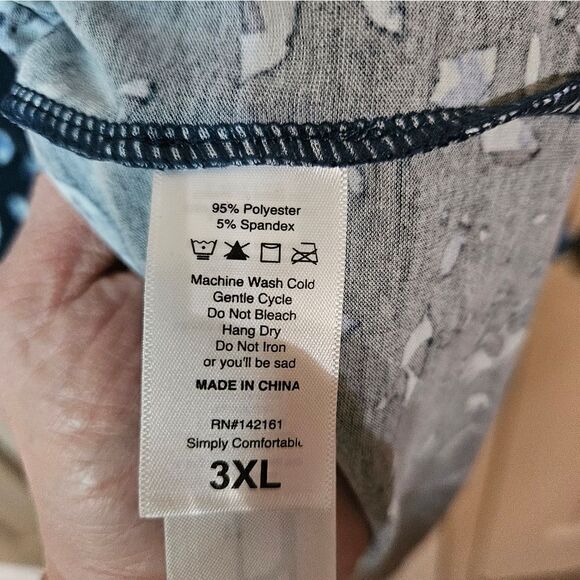 95% Polyester
5% Spandex
Machine Wash Cold
Gentle Cycle
Do Not Bleach
Hang Dry
Do Not Iron
or you'll be sad
MADE IN CHINA
RN#142161
Simply Comfortable
3XL